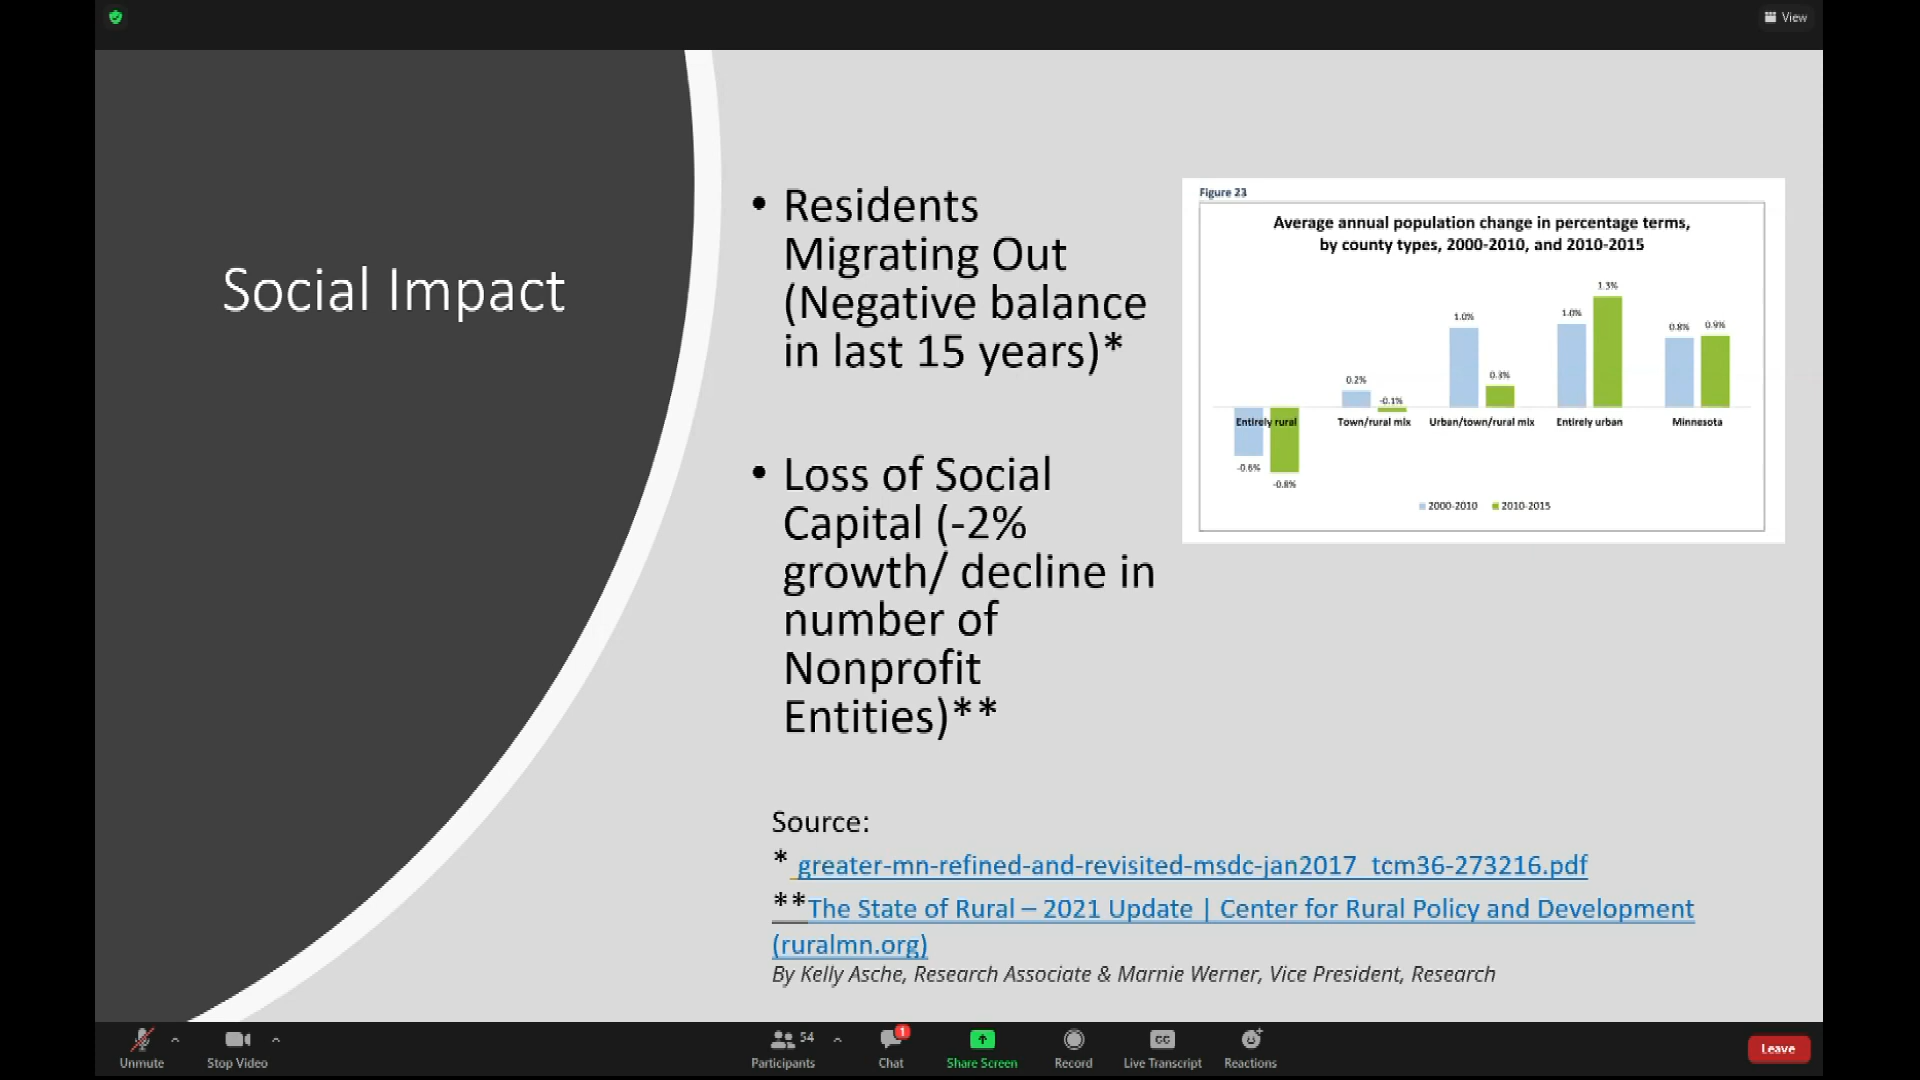 View
Social Impact
• Residents
Migrating Out
(Negative balance
in last 15 years)*
• Loss of Social
Capital (-2%
growth/ decline in
number of
Nonprofit
Entities)**
Figure 23
Average annual population change in percentage terms,
by county types, 2000-2010, and 2010-2015
1.3%
1.0% 1.0%
0.8% 0.9%
0.2% 0.3%
-0.1%
Entirely rural Town/rural mix Urban/town/rural mix Entirely urban Minnesota
-0.6%
-0.8%
2000-2010 2010-2015
Source:
* greater-mn-refined-and-revisited-msdc-jan2017_tcm36-273216.pdf
**The State of Rural – 2021 Update | Center for Rural Policy and Development
(ruralmn.org)
By Kelly Asche, Research Associate & Marnie Werner, Vice President, Research
54 1 CC
Unmute Stop Video Participants Chat Share Screen Record Live Transcript Reactions Leave